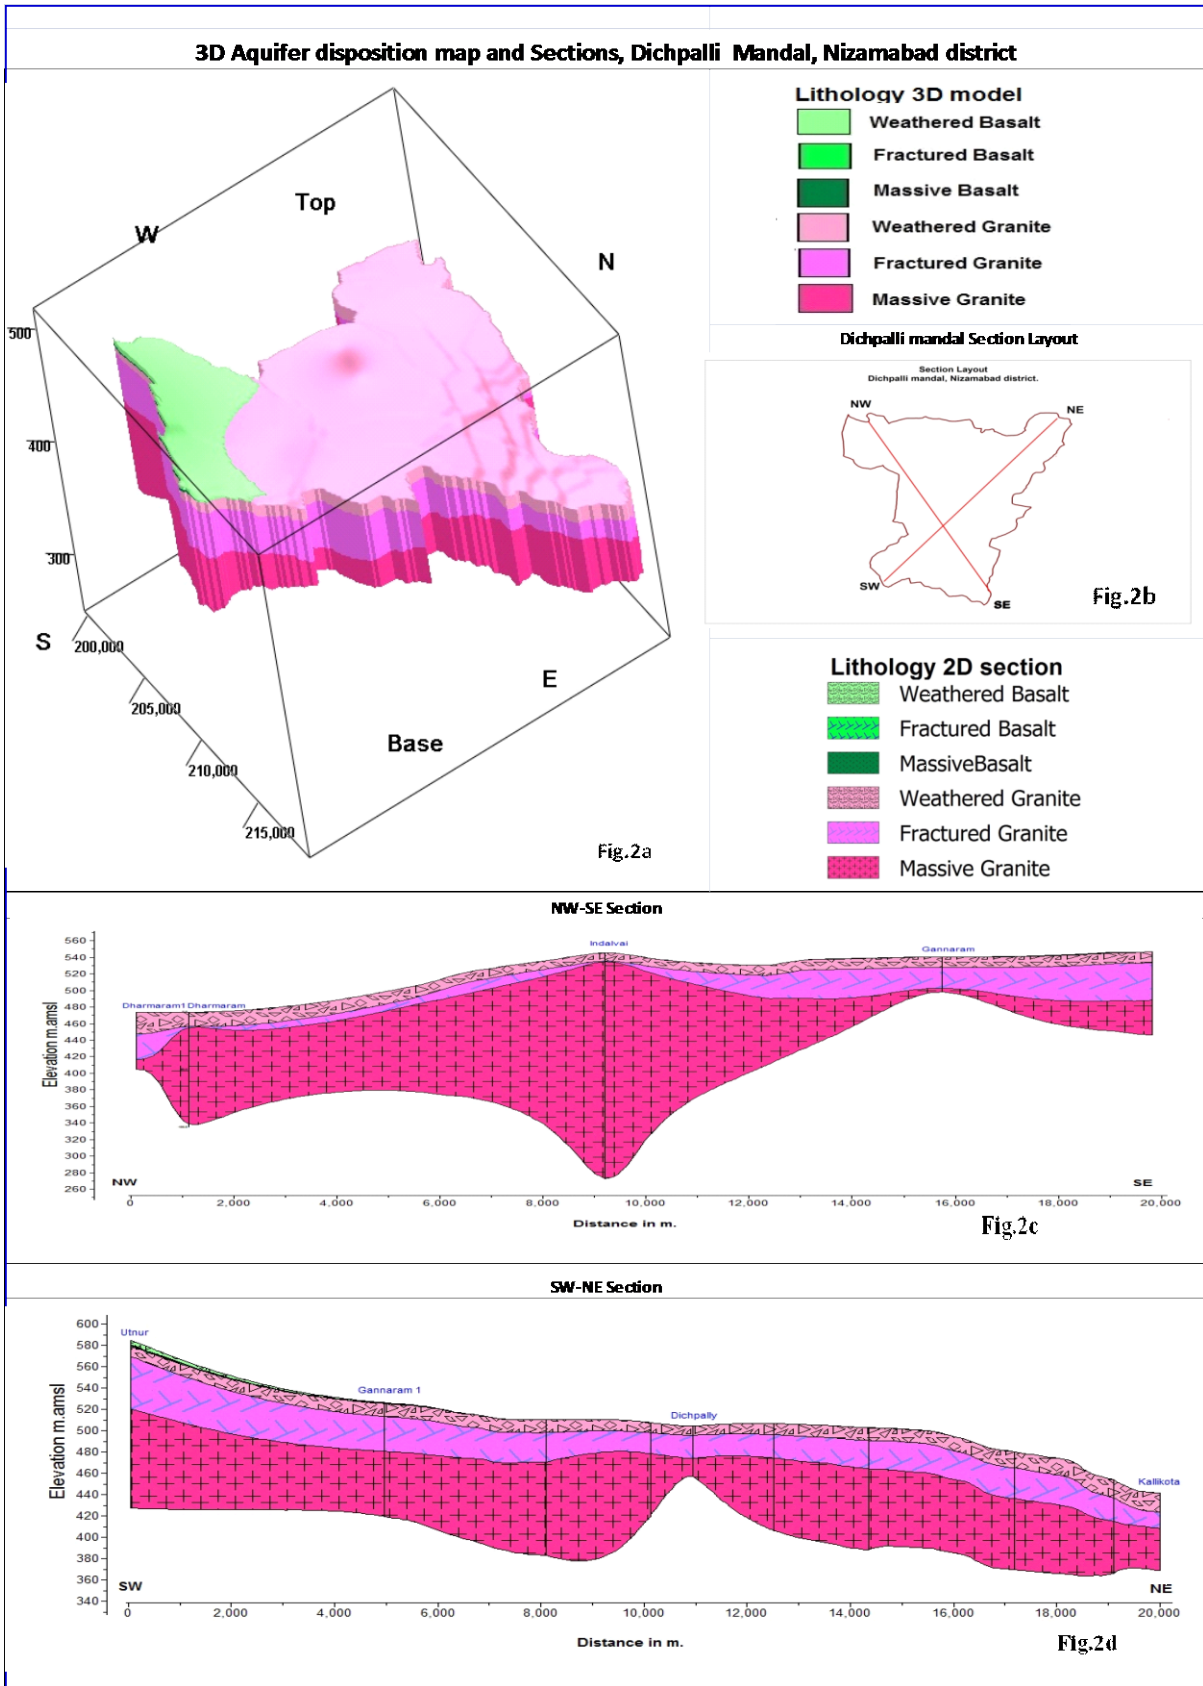 3D Aquifer disposition map and Sections, Dichpalli Mandal, Nizamabad district
Top
W
N
500
400
300
S
200,000
205,000
210,000
215,000
E
Base
Fig.2a
Lithology 3D model
Weathered Basalt
Fractured Basalt
Massive Basalt
Weathered Granite
Fractured Granite
Massive Granite
Dichpalli mandal Section Layout
Section Layout
Dichpalli mandal, Nizamabad district.
NW
NE
SW
SE
Fig.2b
Lithology 2D section
Weathered Basalt
Fractured Basalt
MassiveBasalt
Weathered Granite
Fractured Granite
Massive Granite
NW-SE Section
Indalvai
Gannaram
Dharmaram1 Dharmaram
Elevation m.amsl
560
540
520
500
480
460
440
420
400
380
360
340
320
300
280
260
NW
SE
0 2,000 4,000 6,000 8,000 10,000 12,000 14,000 16,000 18,000 20,000
Distance in m.
Fig.2c
SW-NE Section
Utnur
Gannaram 1
Dichpally
Kallikota
Elevation m.amsl
600
580
560
540
520
500
480
460
440
420
400
380
360
340
SW
NE
0 2,000 4,000 6,000 8,000 10,000 12,000 14,000 16,000 18,000 20,000
Distance in m.
Fig.2d